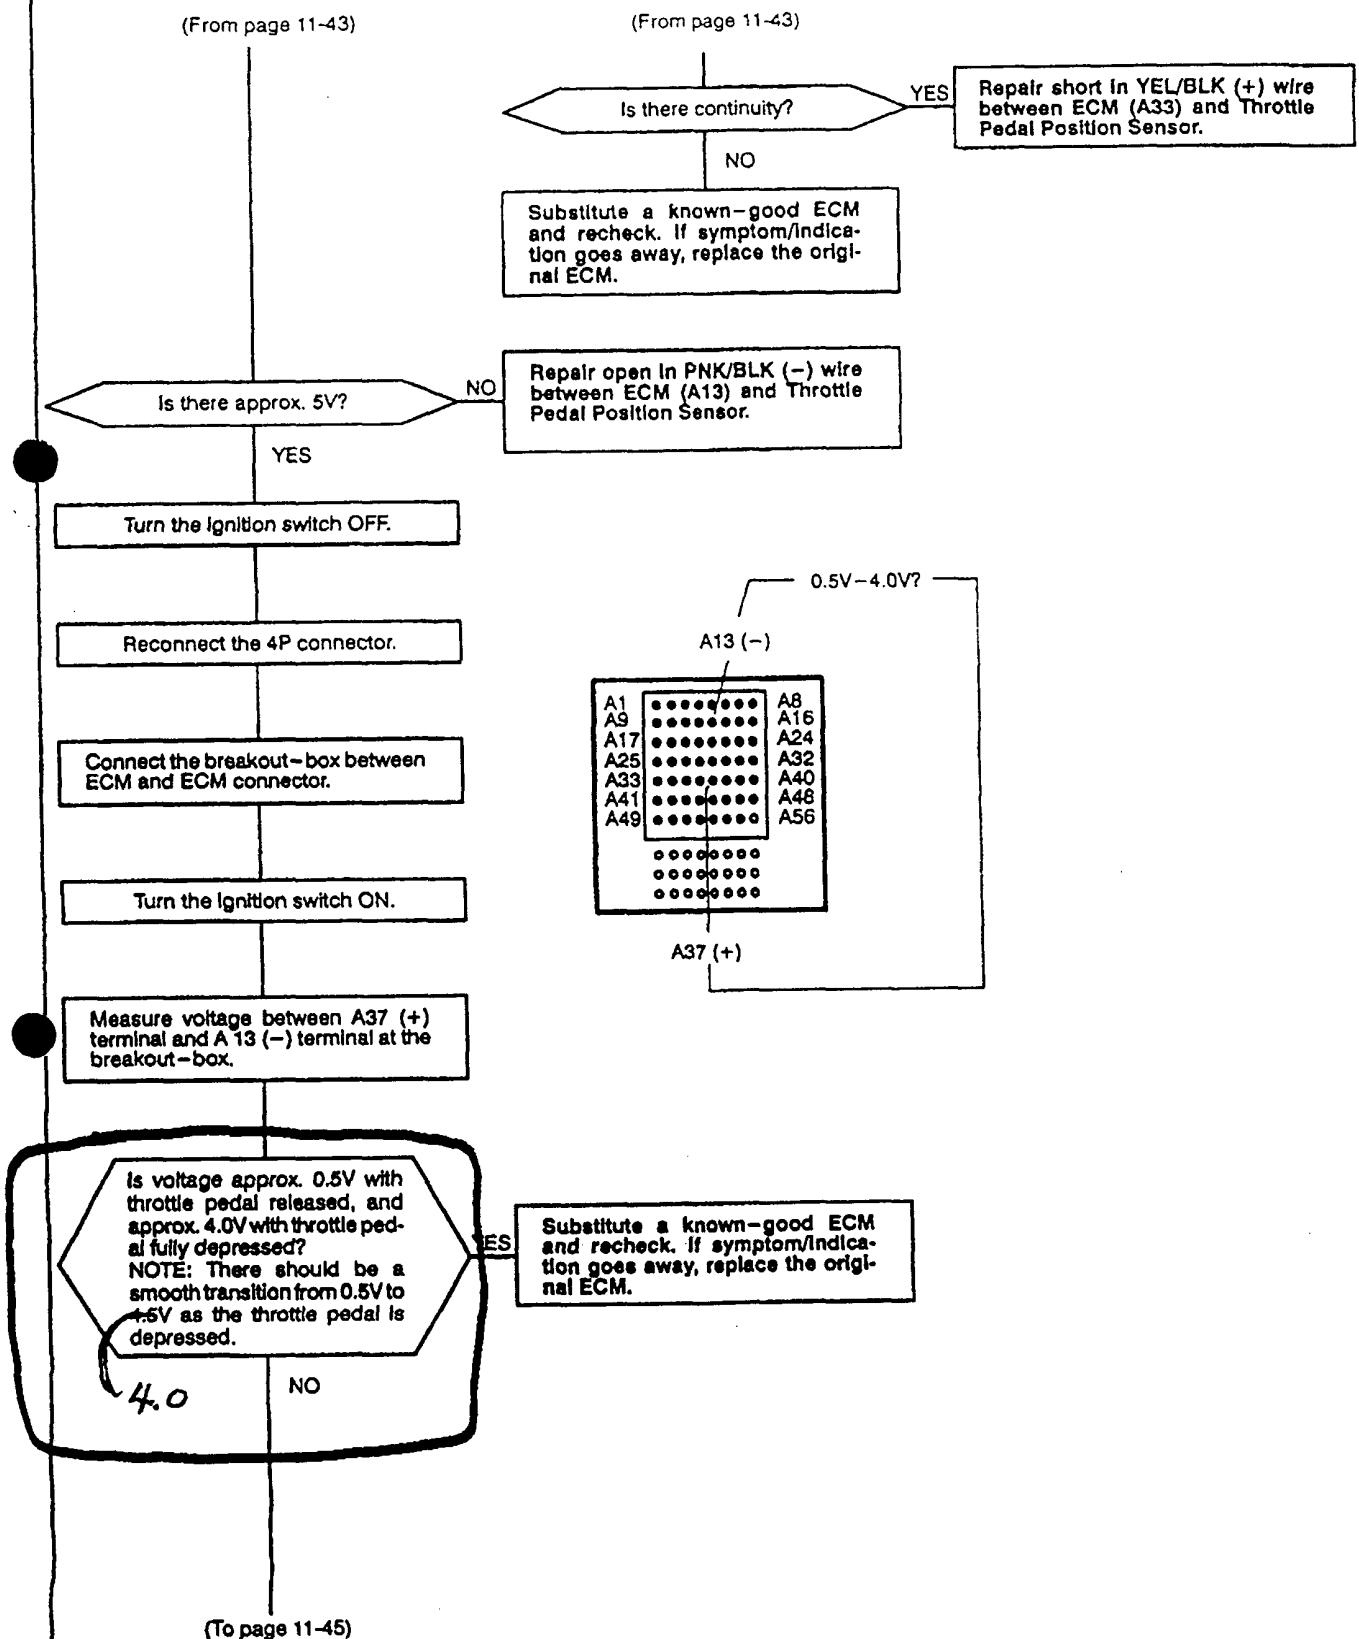 (From page 11-43)
(From page 11-43)
Is there continuity?
YES
Repair short in YEL/BLK (+) wire
between ECM (A33) and Throttle
Pedal Position Sensor.
NO
Substitute a known-good ECM
and recheck. If symptom/indica-
tion goes away, replace the origi-
nal ECM.
Is there approx. 5V?
NO
Repair open in PNK/BLK (-) wire
between ECM (A13) and Throttle
Pedal Position Sensor.
YES
Turn the ignition switch OFF.
Reconnect the 4P connector.
Connect the breakout-box between
ECM and ECM connector.
Turn the ignition switch ON.
Measure voltage between A37 (+)
terminal and A 13 (-) terminal at the
breakout-box.
0.5V-4.0V?
A13 (-)
A1 A8
A9 A16
A17 A24
A25 A32
A33 A40
A41 A48
A49 A56
A37 (+)
Is voltage approx. 0.5V with
throttle pedal released, and
approx. 4.0V with throttle ped-
al fully depressed?
NOTE: There should be a
smooth transition from 0.5V to
4.5V as the throttle pedal is
depressed.
4.0
YES
Substitute a known-good ECM
and recheck. If symptom/indica-
tion goes away, replace the origi-
nal ECM.
NO
(To page 11-45)